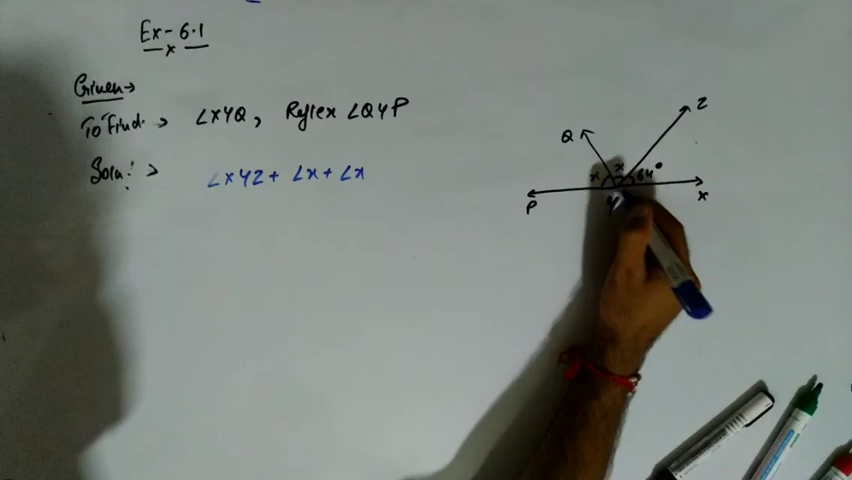 Ex - 6.1
x
Given →
To Find → ∠XYQ, Reflex ∠QYP
Soln: → ∠XYZ + ∠x + ∠x
Z
Q
x x 64°
P Y X